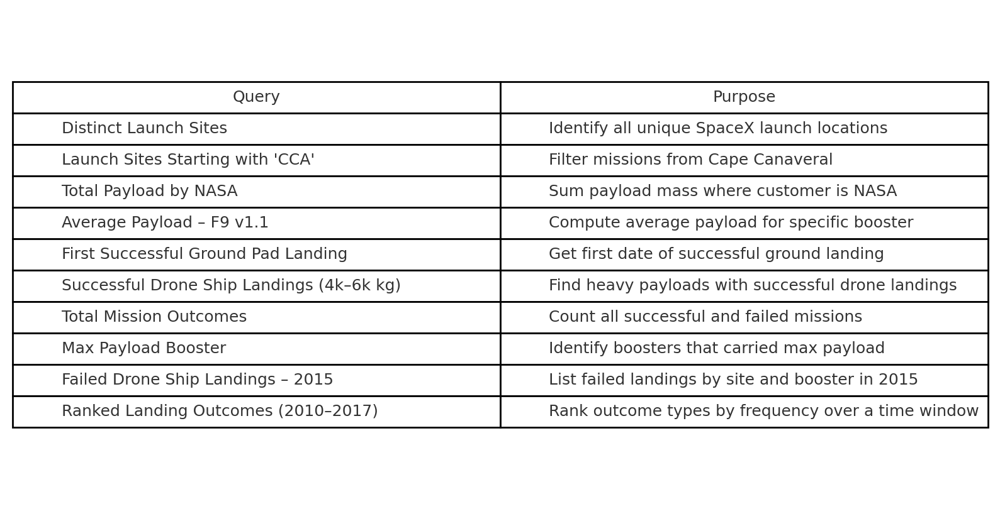 Query Purpose
Distinct Launch Sites Identify all unique SpaceX launch locations
Launch Sites Starting with 'CCA' Filter missions from Cape Canaveral
Total Payload by NASA Sum payload mass where customer is NASA
Average Payload – F9 v1.1 Compute average payload for specific booster
First Successful Ground Pad Landing Get first date of successful ground landing
Successful Drone Ship Landings (4k–6k kg) Find heavy payloads with successful drone landings
Total Mission Outcomes Count all successful and failed missions
Max Payload Booster Identify boosters that carried max payload
Failed Drone Ship Landings – 2015 List failed landings by site and booster in 2015
Ranked Landing Outcomes (2010–2017) Rank outcome types by frequency over a time window